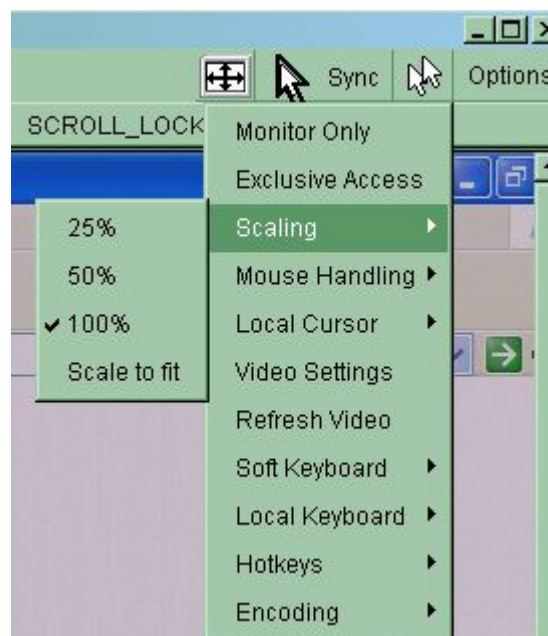 Sync Options
SCROLL_LOCK
Monitor Only
Exclusive Access
Scaling
25%
50%
100%
Scale to fit
Mouse Handling
Local Cursor
Video Settings
Refresh Video
Soft Keyboard
Local Keyboard
Hotkeys
Encoding